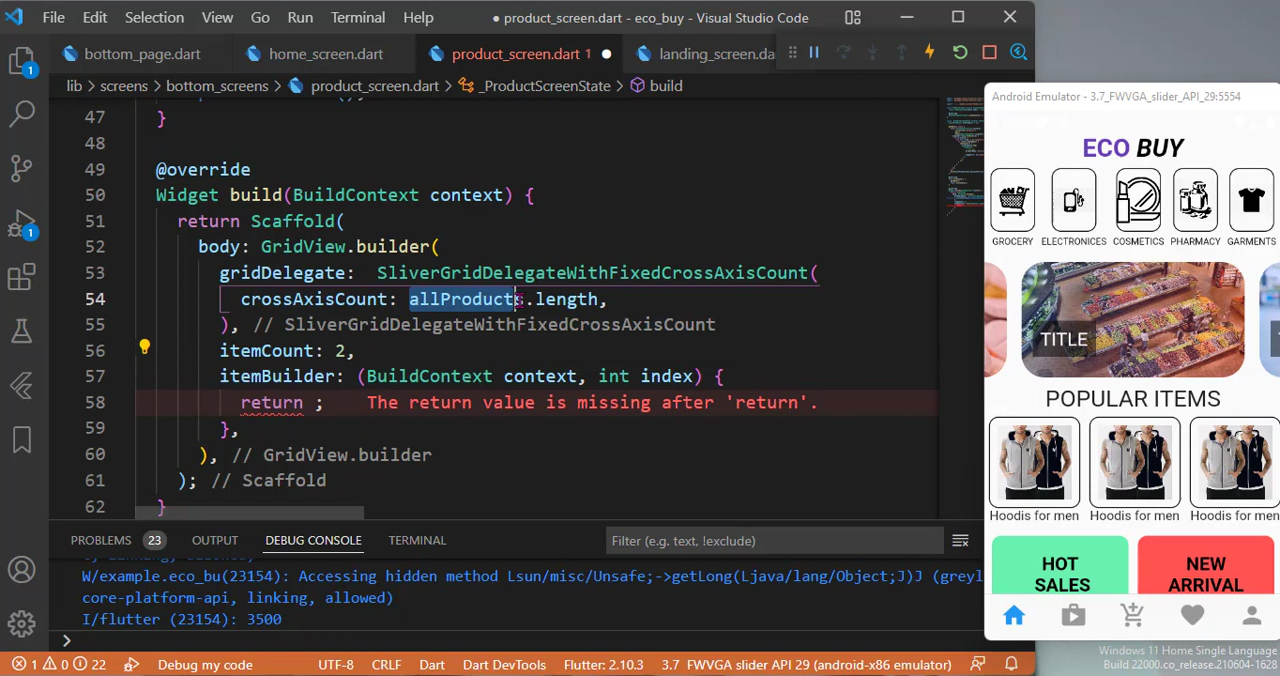 File Edit Selection View Go Run Terminal Help ● product_screen.dart - eco_buy - Visual Studio Code
bottom_page.dart home_screen.dart product_screen.dart 1 ● landing_screen.da
lib > screens > bottom_screens > product_screen.dart > _ProductScreenState > build
47 }
48
49 @override
50 Widget build(BuildContext context) {
51 return Scaffold(
52 body: GridView.builder(
53 gridDelegate: SliverGridDelegateWithFixedCrossAxisCount(
54 crossAxisCount: allProducts.length,
55 ), // SliverGridDelegateWithFixedCrossAxisCount
56 itemCount: 2,
57 itemBuilder: (BuildContext context, int index) {
58 return ; The return value is missing after 'return'.
59 },
60 ), // GridView.builder
61 ); // Scaffold
62 }
1
1
PROBLEMS 23 OUTPUT DEBUG CONSOLE TERMINAL Filter (e.g. text, !exclude)
W/example.eco_bu(23154): Accessing hidden method Lsun/misc/Unsafe;->getLong(Ljava/lang/Object;J)J (greyl
core-platform-api, linking, allowed)
I/flutter (23154): 3500
>
1 0 22 Debug my code UTF-8 CRLF Dart Dart DevTools Flutter: 2.10.3 3.7 FWVGA slider API 29 (android-x86 emulator)
Android Emulator - 3.7_FWVGA_slider_API_29:5554
ECO BUY
GROCERY ELECTRONICES COSMETICS PHARMACY GARMENTS
TITLE
POPULAR ITEMS
Hoodis for men Hoodis for men Hoodis for men
HOT SALES
NEW ARRIVAL
Windows 11 Home Single Language
Build 22000.co_release.210604-1628